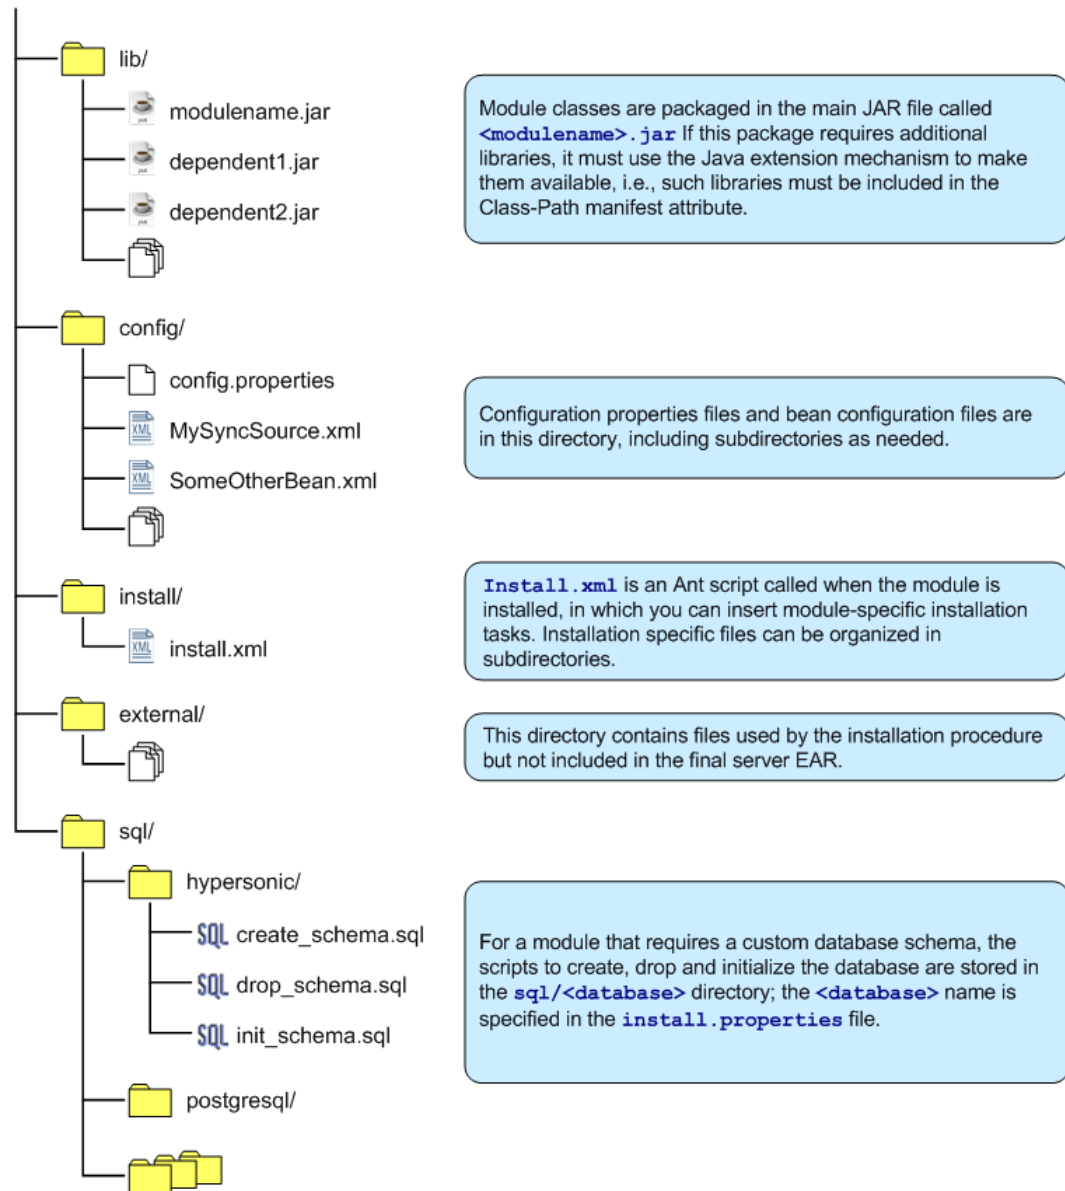 lib/
modulename.jar
dependent1.jar
dependent2.jar
Module classes are packaged in the main JAR file called
<modulename>.jar If this package requires additional
libraries, it must use the Java extension mechanism to make
them available, i.e., such libraries must be included in the
Class-Path manifest attribute.
config/
config.properties
XML MySyncSource.xml
XML SomeOtherBean.xml
Configuration properties files and bean configuration files are
in this directory, including subdirectories as needed.
install/
XML install.xml
Install.xml is an Ant script called when the module is
installed, in which you can insert module-specific installation
tasks. Installation specific files can be organized in
subdirectories.
external/
This directory contains files used by the installation procedure
but not included in the final server EAR.
sql/
hypersonic/
SQL create_schema.sql
SQL drop_schema.sql
SQL init_schema.sql
For a module that requires a custom database schema, the
scripts to create, drop and initialize the database are stored in
the sql/<database> directory; the <database> name is
specified in the install.properties file.
postgresql/